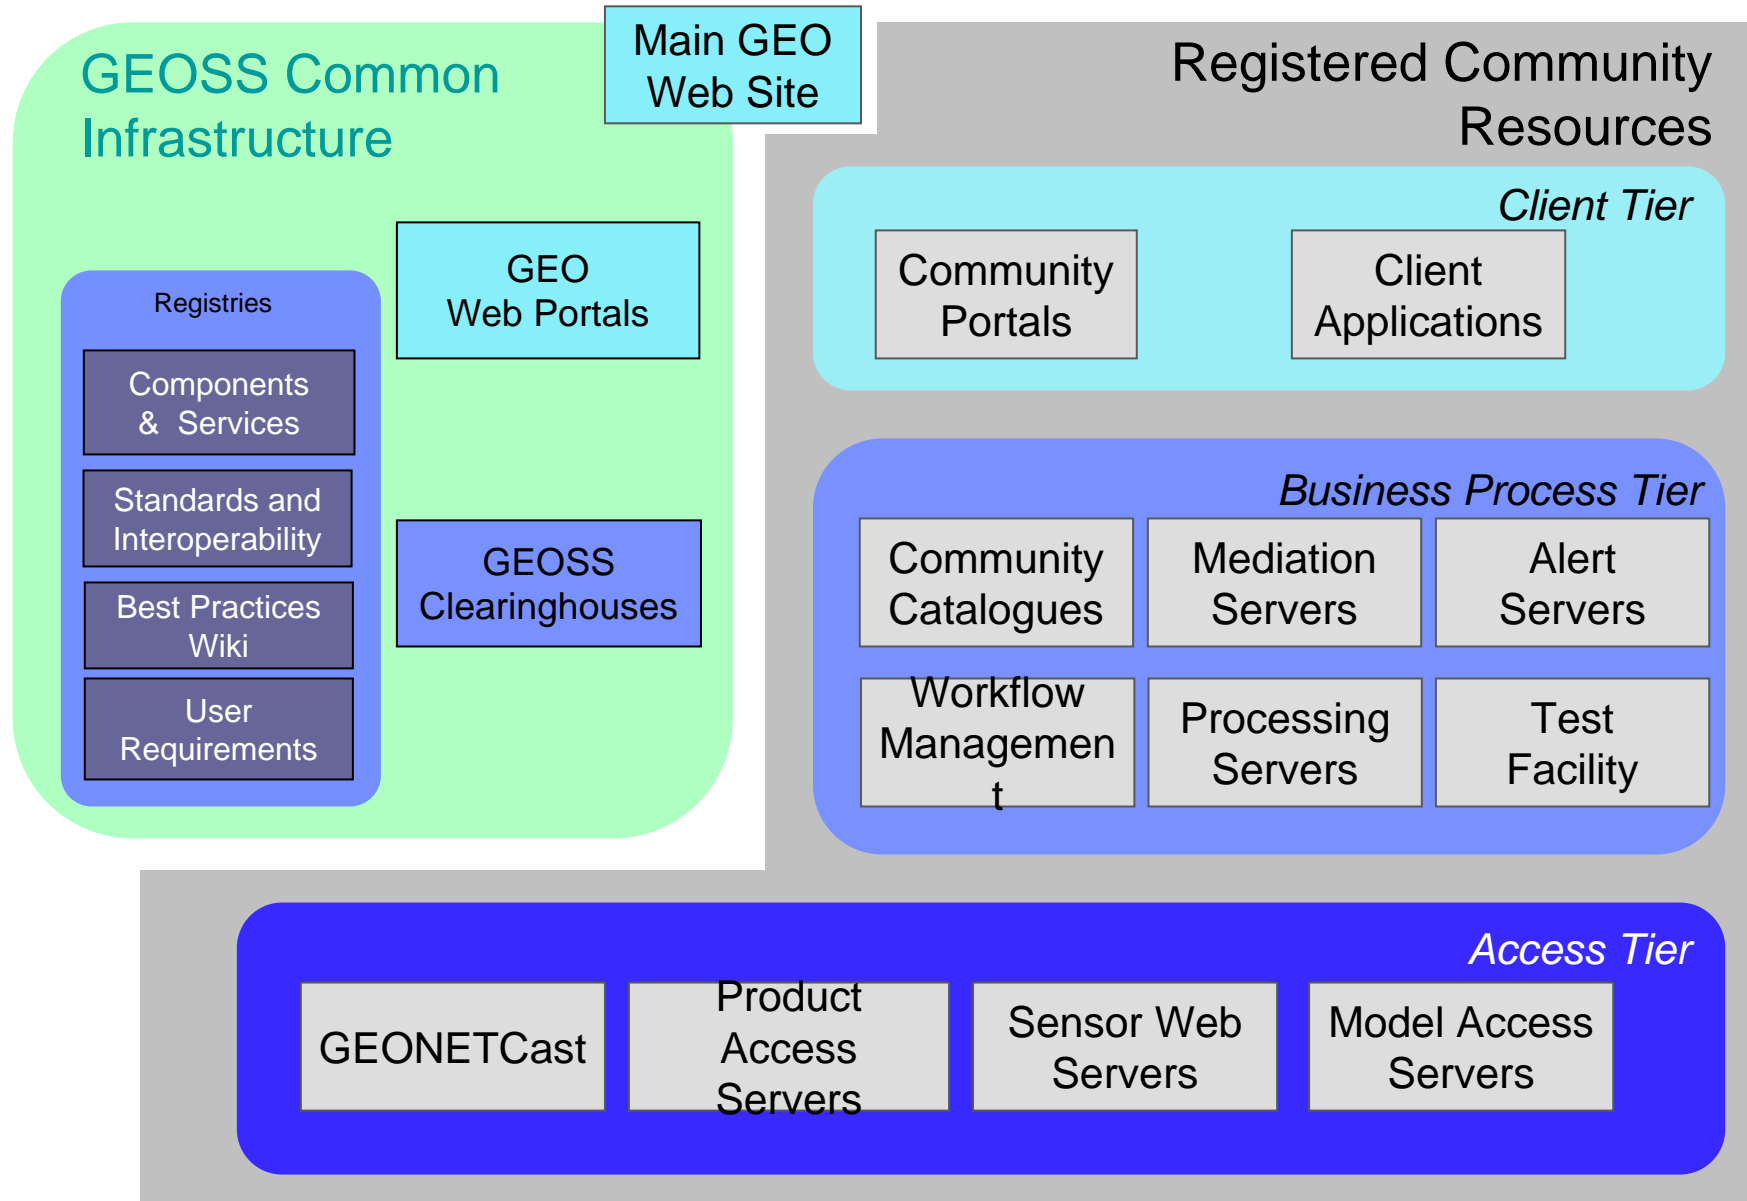 Main GEO
Web Site
GEOSS Common
Infrastructure
GEO
Web Portals
Registries
Components
& Services
Standards and
Interoperability
Best Practices
Wiki
User
Requirements
GEOSS
Clearinghouses
Registered Community
Resources
Client Tier
Community
Portals
Client
Applications
Business Process Tier
Community
Catalogues
Mediation
Servers
Alert
Servers
Workflow
Managemen
t
Processing
Servers
Test
Facility
Access Tier
GEONETCast
Product
Access
Servers
Sensor Web
Servers
Model Access
Servers